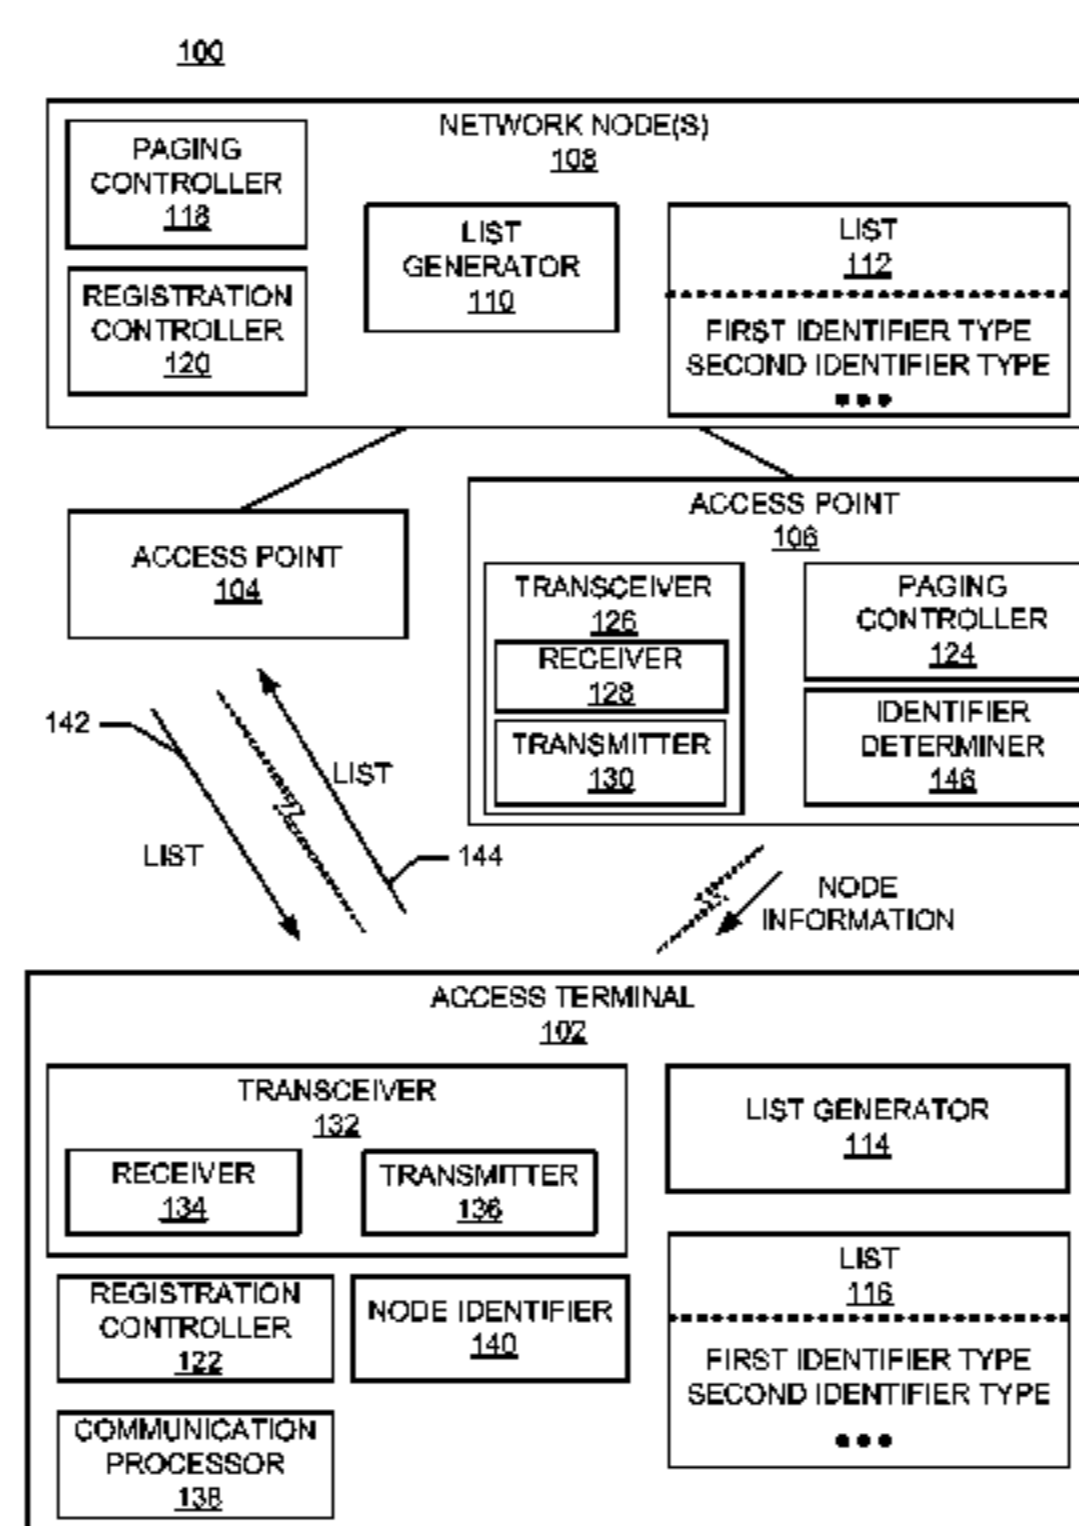 100
NETWORK NODE(S)
108
PAGING
CONTROLLER
118
REGISTRATION
CONTROLLER
120
LIST
GENERATOR
110
LIST
112
FIRST IDENTIFIER TYPE
SECOND IDENTIFIER TYPE
•••
ACCESS POINT
104
ACCESS POINT
106
TRANSCEIVER
126
RECEIVER
128
TRANSMITTER
130
PAGING
CONTROLLER
124
IDENTIFIER
DETERMINER
146
142
LIST
LIST
144
NODE
INFORMATION
ACCESS TERMINAL
102
TRANSCEIVER
132
RECEIVER
134
TRANSMITTER
136
LIST GENERATOR
114
REGISTRATION
CONTROLLER
122
NODE IDENTIFIER
140
LIST
116
FIRST IDENTIFIER TYPE
SECOND IDENTIFIER TYPE
•••
COMMUNICATION
PROCESSOR
138